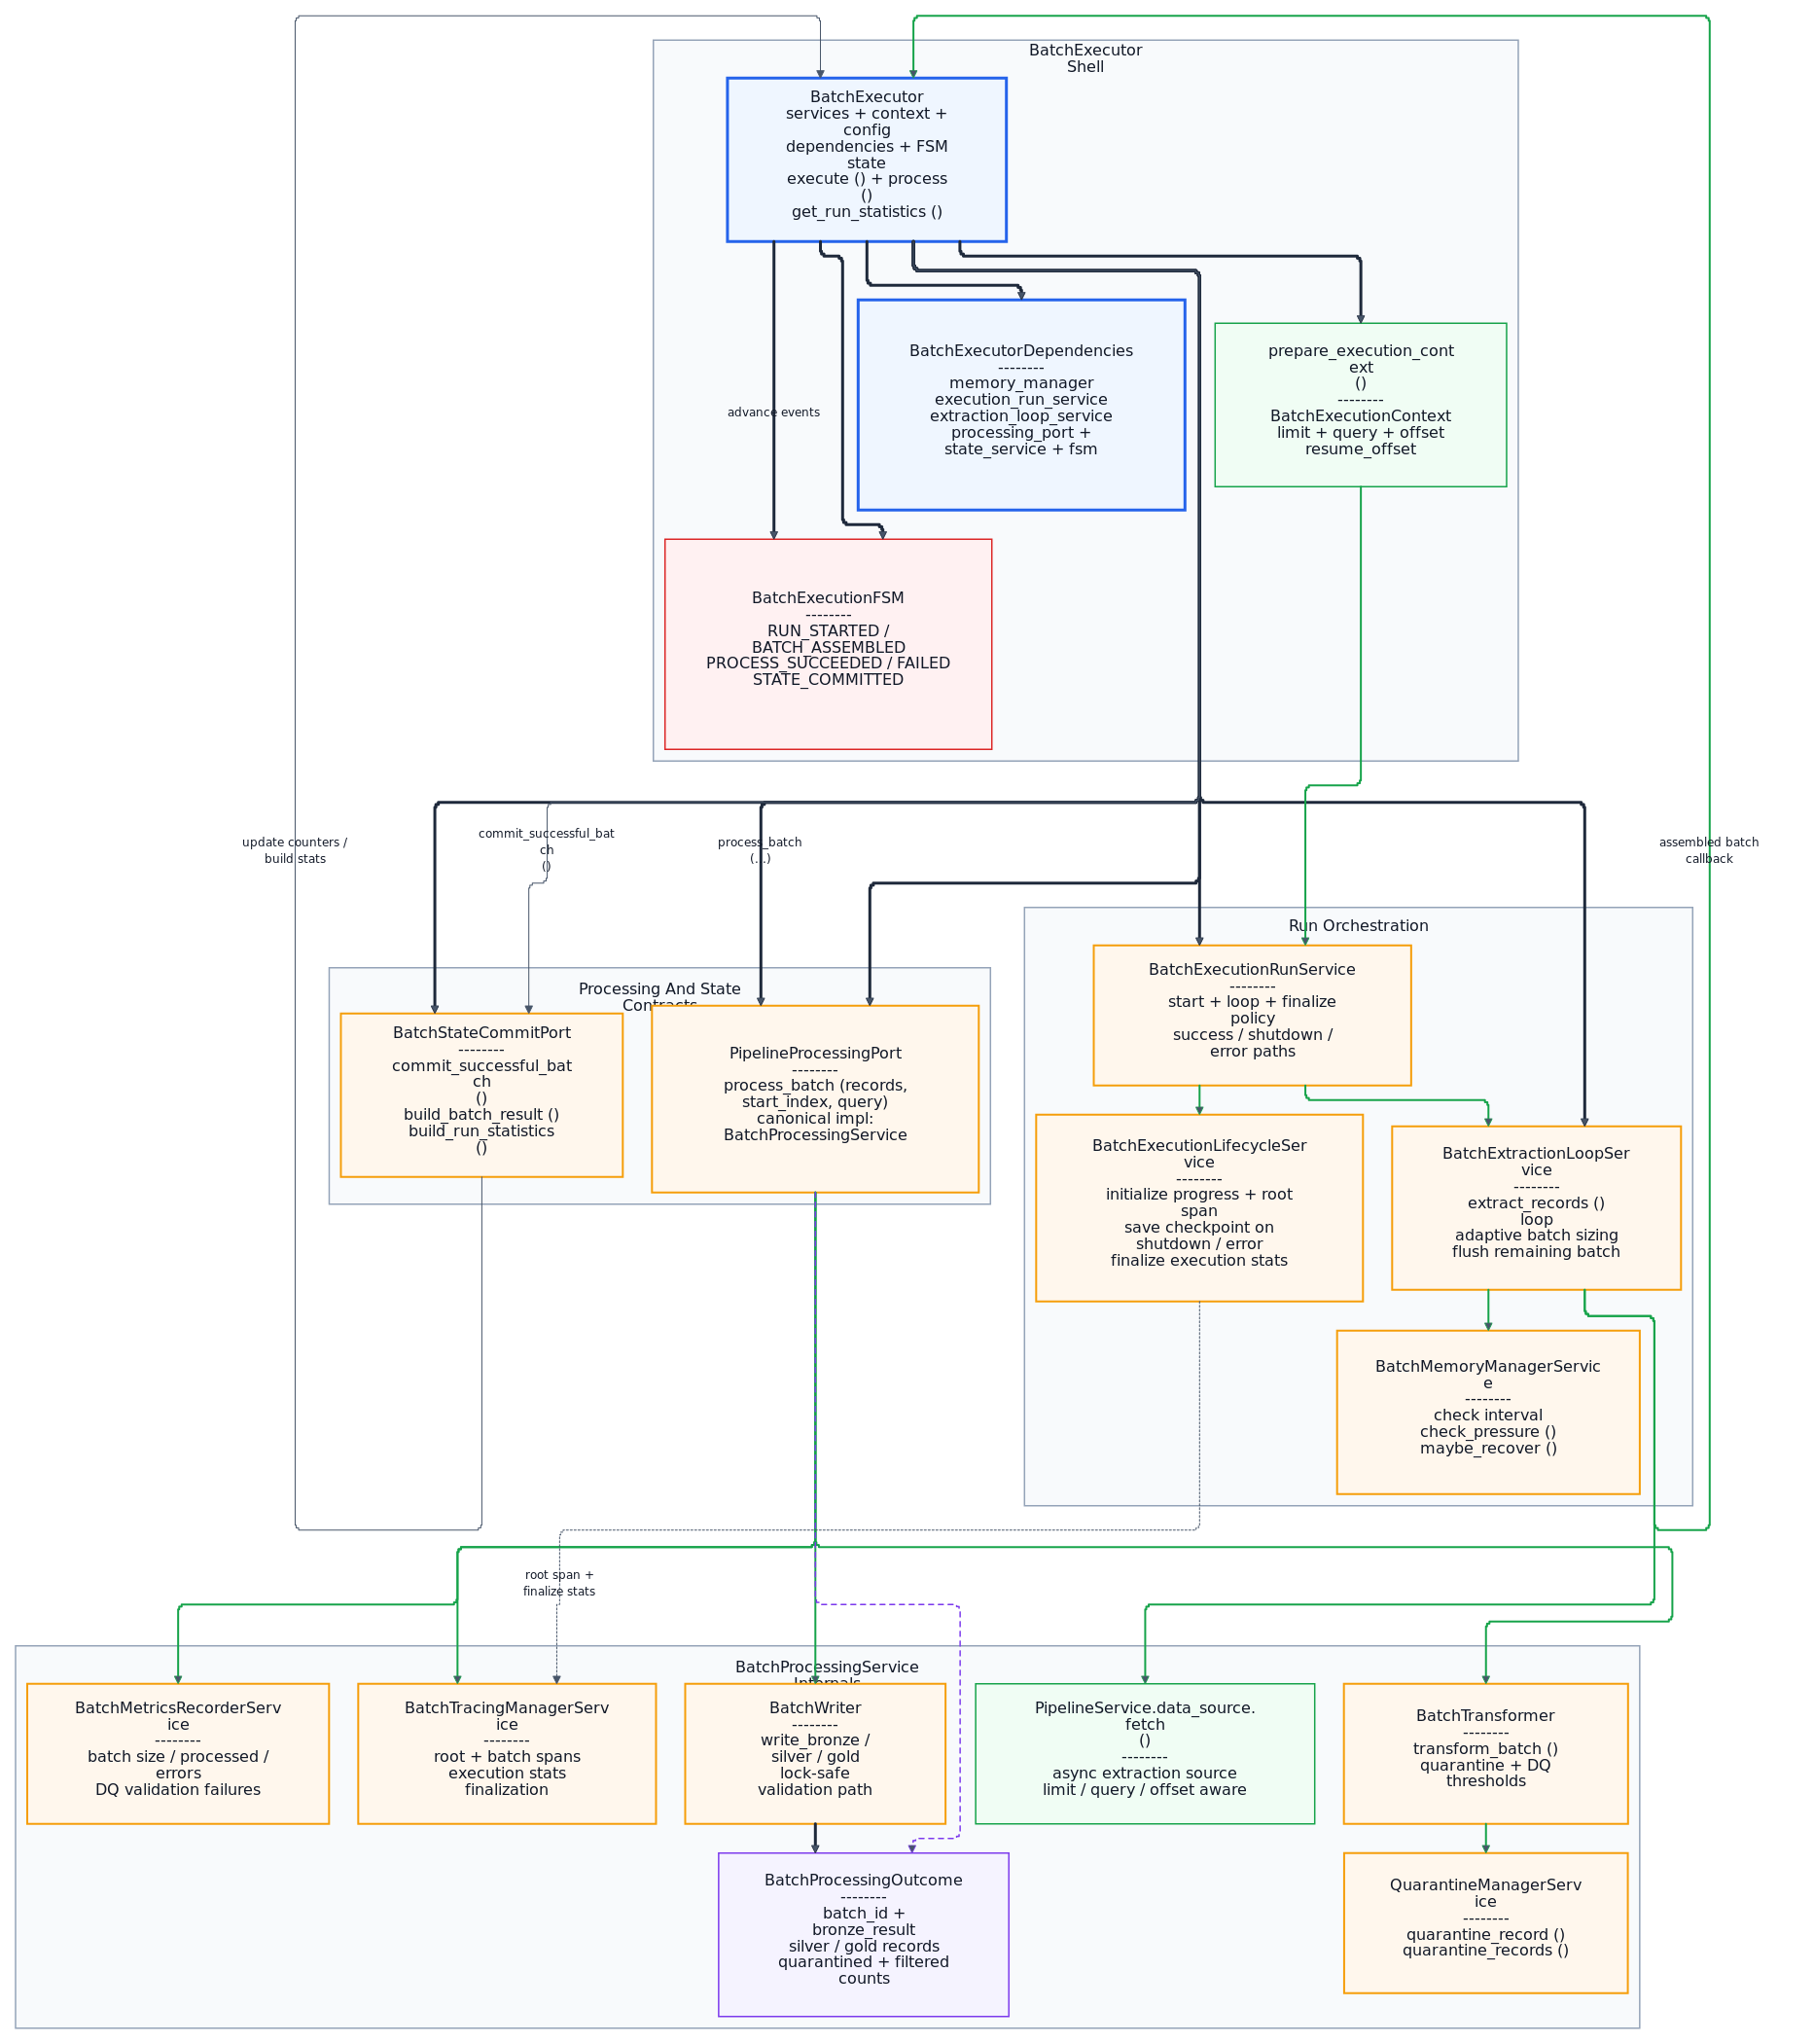 BatchExecutor
Shell
BatchExecutor
services + context +
config
dependencies + FSM
state
execute () + process
()
get_run_statistics ()
BatchExecutorDependencies
--------
memory_manager
execution_run_service
extraction_loop_service
processing_port +
state_service + fsm
prepare_execution_cont
ext
()
--------
BatchExecutionContext
limit + query + offset
resume_offset
advance events
BatchExecutionFSM
--------
RUN_STARTED /
BATCH_ASSEMBLED
PROCESS_SUCCEEDED / FAILED
STATE_COMMITTED
update counters /
build stats
commit_successful_bat
ch
()
process_batch
(...)
assembled batch
callback
Run Orchestration
BatchExecutionRunService
--------
start + loop + finalize
policy
success / shutdown /
error paths
Processing And State
Contracts
BatchStateCommitPort
--------
commit_successful_bat
ch
()
build_batch_result ()
build_run_statistics
()
PipelineProcessingPort
--------
process_batch (records,
start_index, query)
canonical impl:
BatchProcessingService
BatchExecutionLifecycleSer
vice
--------
initialize progress + root
span
save checkpoint on
shutdown / error
finalize execution stats
BatchExtractionLoopSer
vice
--------
extract_records ()
loop
adaptive batch sizing
flush remaining batch
BatchMemoryManagerServic
e
--------
check interval
check_pressure ()
maybe_recover ()
root span +
finalize stats
BatchProcessingService
Internals
BatchMetricsRecorderServ
ice
--------
batch size / processed /
errors
DQ validation failures
BatchTracingManagerServ
ice
--------
root + batch spans
execution stats
finalization
BatchWriter
--------
write_bronze /
silver / gold
lock-safe
validation path
PipelineService.data_source.
fetch
()
--------
async extraction source
limit / query / offset aware
BatchTransformer
--------
transform_batch ()
quarantine + DQ
thresholds
BatchProcessingOutcome
--------
batch_id +
bronze_result
silver / gold records
quarantined + filtered
counts
QuarantineManagerServ
ice
--------
quarantine_record ()
quarantine_records ()